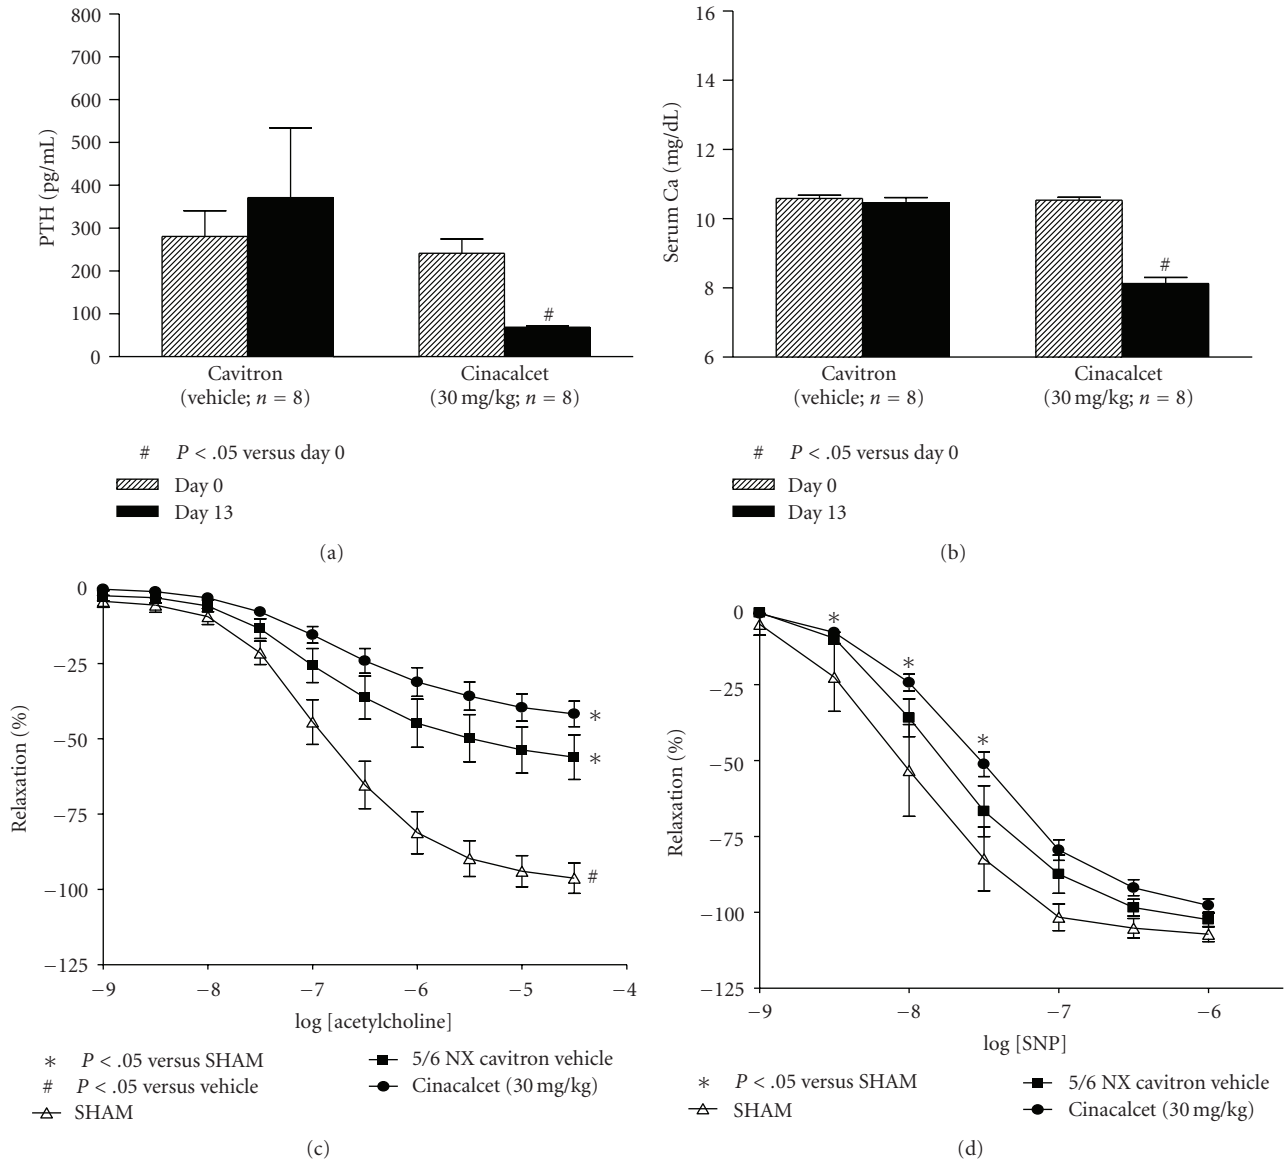 800
700
600
500
400
300
200
100
0
PTH (pg/mL)
#
Cavitron
(vehicle; n = 8)
Cinacalcet
(30 mg/kg; n = 8)
# P < .05 versus day 0
Day 0
Day 13
(a)
16
14
12
10
8
6
Serum Ca (mg/dL)
#
Cavitron
(vehicle; n = 8)
Cinacalcet
(30 mg/kg; n = 8)
# P < .05 versus day 0
Day 0
Day 13
(b)
0
−25
−50
−75
−100
−125
Relaxation (%)
*
*
#
−9 −8 −7 −6 −5 −4
log [acetylcholine]
* P < .05 versus SHAM
# P < .05 versus vehicle
SHAM
5/6 NX cavitron vehicle
Cinacalcet (30 mg/kg)
(c)
0
−25
−50
−75
−100
−125
Relaxation (%)
*
*
*
−9 −8 −7 −6
log [SNP]
* P < .05 versus SHAM
SHAM
5/6 NX cavitron vehicle
Cinacalcet (30 mg/kg)
(d)